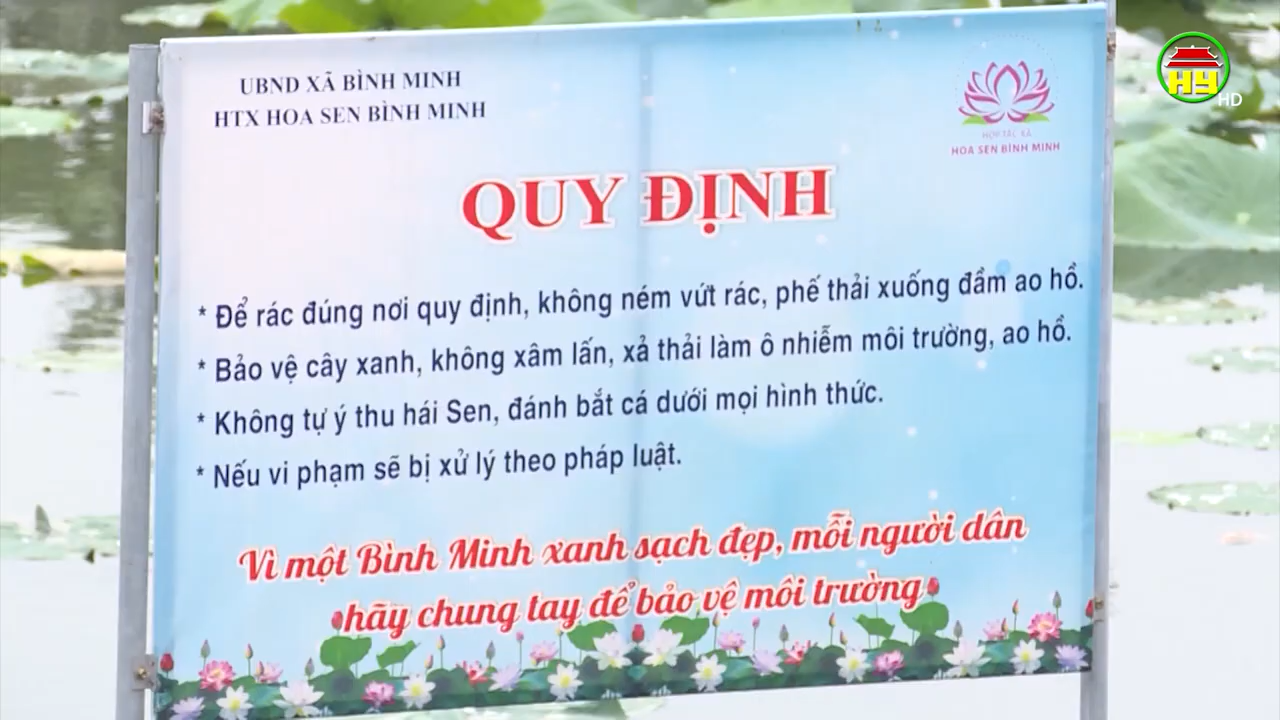 UBND XÃ BÌNH MINH
HTX HOA SEN BÌNH MINH
HỢP TÁC XÃ
HOA SEN BÌNH MINH
HY HD
QUY ĐỊNH
* Để rác đúng nơi quy định, không ném vứt rác, phế thải xuống đầm ao hồ.
* Bảo vệ cây xanh, không xâm lấn, xả thải làm ô nhiễm môi trường, ao hồ.
* Không tự ý thu hái Sen, đánh bắt cá dưới mọi hình thức.
* Nếu vi phạm sẽ bị xử lý theo pháp luật.
Vì một Bình Minh xanh sạch đẹp, mỗi người dân
hãy chung tay để bảo vệ môi trường